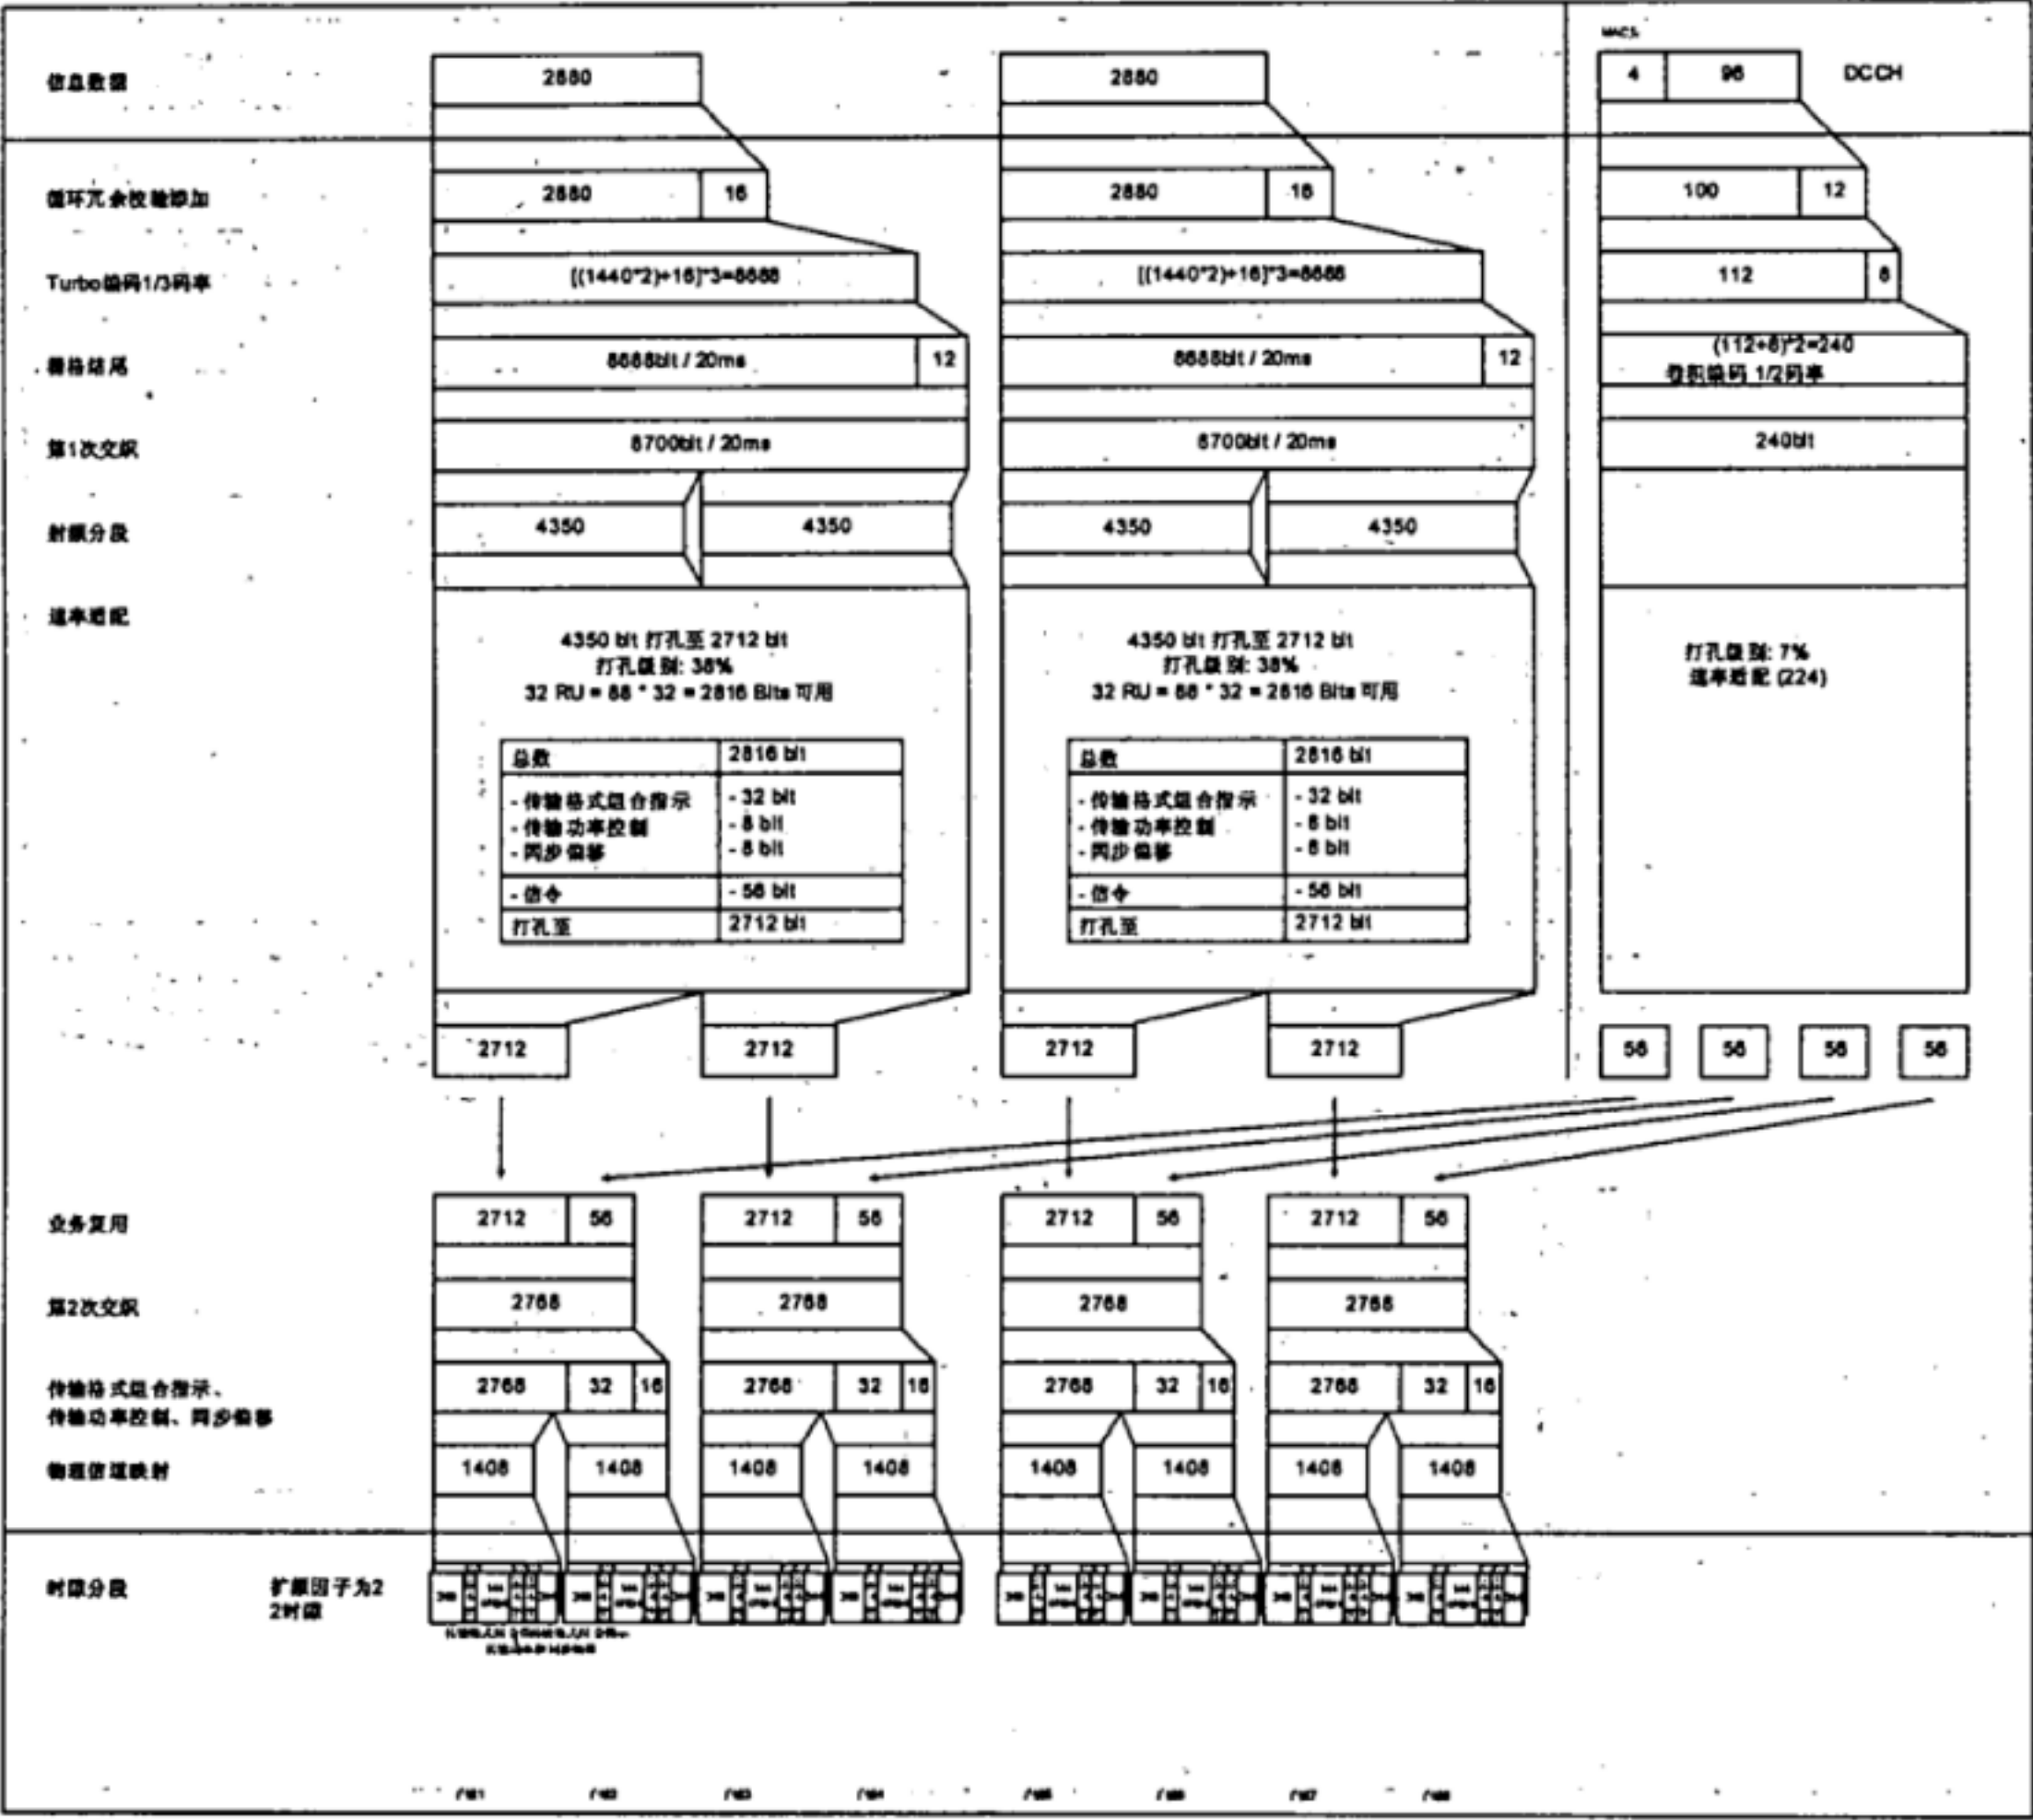 信息数据
2880
2880
4
96
DCCH
循环冗余校验添加
2880
16
2880
16
100
12
Turbo编码1/3码率
[(1440*2)+16]*3=8688
[(1440*2)+16]*3=8688
112
8
栅格结尾
8688bit / 20ms
12
8688bit / 20ms
12
(112+8)*2=240
卷积编码 1/2码率
第1次交织
8700bit / 20ms
8700bit / 20ms
240bit
射频分段
4350
4350
4350
4350
速率适配
4350 bit 打孔至 2712 bit
打孔级别: 38%
32 RU = 88 * 32 = 2816 Bits 可用
4350 bit 打孔至 2712 bit
打孔级别: 38%
32 RU = 88 * 32 = 2816 Bits 可用
打孔级别: 7%
速率适配 (224)
总数
2816 bit
- 传输格式组合指示
- 32 bit
- 传输功率控制
- 8 bit
- 同步偏移
- 8 bit
- 信令
- 56 bit
打孔至
2712 bit
总数
2816 bit
- 传输格式组合指示
- 32 bit
- 传输功率控制
- 8 bit
- 同步偏移
- 8 bit
- 信令
- 56 bit
打孔至
2712 bit
2712
2712
2712
2712
56
56
56
56
业务复用
2712
56
2712
56
2712
56
2712
56
第2次交织
2768
2768
2768
2768
传输格式组合指示、
传输功率控制、同步偏移
2768
32
16
2768
32
16
2768
32
16
2768
32
16
物理信道映射
1408
1408
1408
1408
1408
1408
1408
1408
时隙分段
扩频因子为2
2时隙